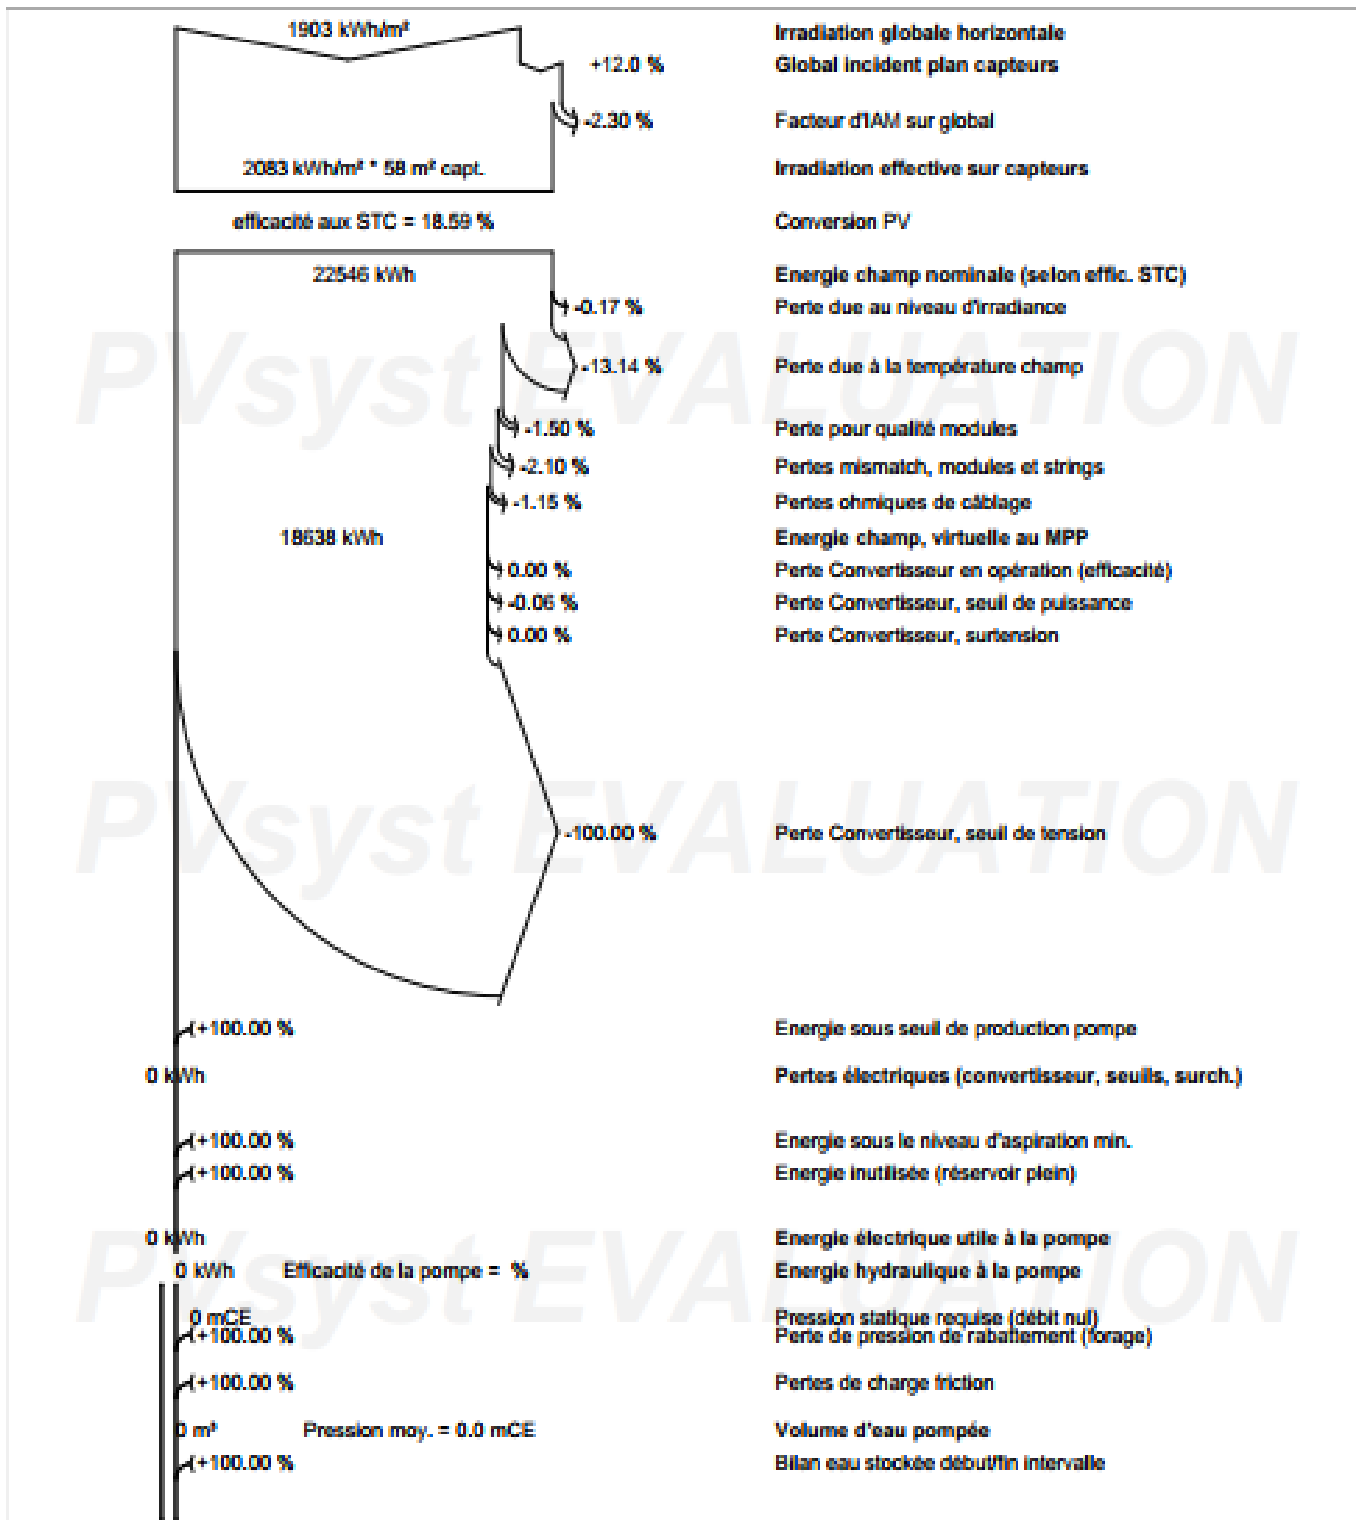 1903 kWh/m² Irradiation globale horizontale
+12.0 % Global incident plan capteurs
-2.30 % Facteur d'IAM sur global
2083 kWh/m² * 58 m² capt. Irradiation effective sur capteurs
efficacité aux STC = 18.59 % Conversion PV
22546 kWh Energie champ nominale (selon effic. STC)
-0.17 % Perte due au niveau d'irradiance
PVsyst EVALUATION
-13.14 % Perte due à la température champ
-1.50 % Perte pour qualité modules
-2.10 % Pertes mismatch, modules et strings
-1.15 % Pertes ohmiques de câblage
18638 kWh Energie champ, virtuelle au MPP
0.00 % Perte Convertisseur en opération (efficacité)
-0.06 % Perte Convertisseur, seuil de puissance
0.00 % Perte Convertisseur, surtension
PVsyst EVALUATION
-100.00 % Perte Convertisseur, seuil de tension
+100.00 % Energie sous seuil de production pompe
0 kWh Pertes électriques (convertisseur, seuils, surch.)
+100.00 % Energie sous le niveau d'aspiration min.
+100.00 % Energie inutilisée (réservoir plein)
0 kWh Energie électrique utile à la pompe
PVsyst EVALUATION
0 kWh Efficacité de la pompe = % Energie hydraulique à la pompe
0 mCE Pression statique requise (débit nul)
+100.00 % Perte de pression de rabattement (forage)
+100.00 % Pertes de charge friction
0 m³ Pression moy. = 0.0 mCE Volume d'eau pompée
+100.00 % Bilan eau stockée début/fin intervalle